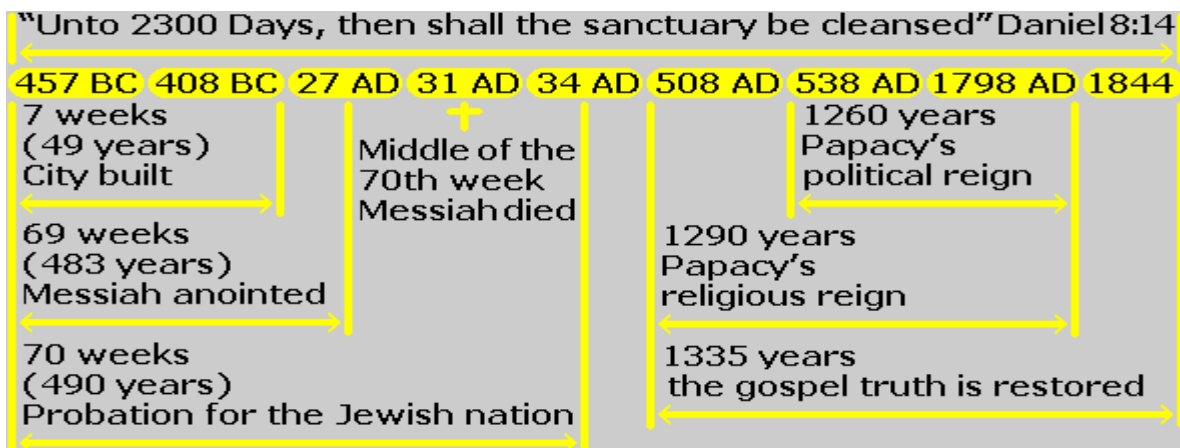 “Unto 2300 Days, then shall the sanctuary be cleansed” Daniel 8:14
457 BC 408 BC 27 AD 31 AD 34 AD 508 AD 538 AD 1798 AD 1844
7 weeks
(49 years)
City built
Middle of the
70th week
Messiah died
1260 years
Papacy’s
political reign
69 weeks
(483 years)
Messiah anointed
1290 years
Papacy’s
religious reign
70 weeks
(490 years)
Probation for the Jewish nation
1335 years
the gospel truth is restored